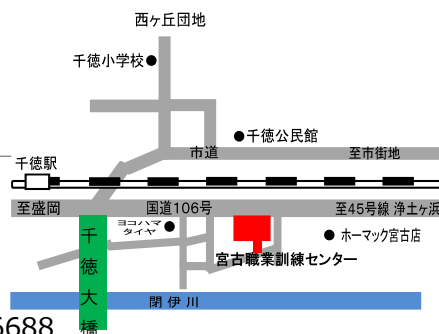 西ヶ丘団地
千徳小学校
千徳公民館
市道
至市街地
千徳駅
至盛岡
国道106号
至45号線 浄土ヶ浜
ヨコハマ
タイヤ
ホーマック宮古店
千徳大橋
宮古職業訓練センター
閉伊川
5688